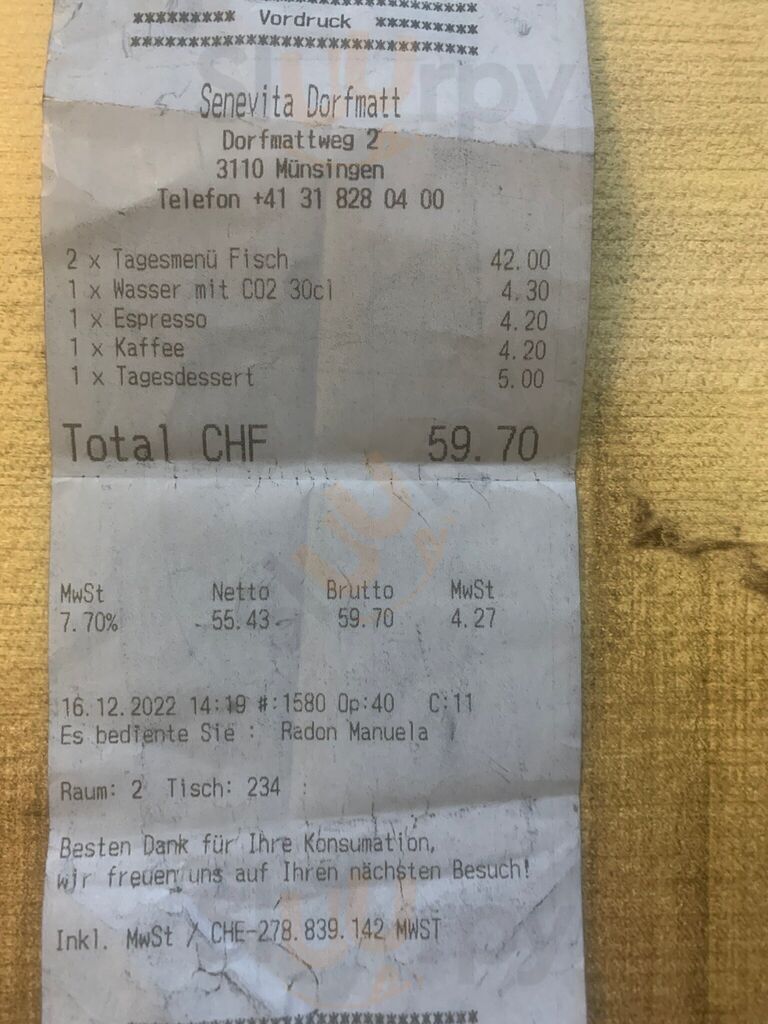 *****************************
********* Vordruck *********
*****************************
Senevita Dorfmatt
Dorfmattweg 2
3110 Münsingen
Telefon +41 31 828 04 00
2 x Tagesmenü Fisch 42.00
1 x Wasser mit CO2 30cl 4.30
1 x Espresso 4.20
1 x Kaffee 4.20
1 x Tagesdessert 5.00
Total CHF 59.70
MwSt Netto Brutto MwSt
7.70% 55.43 59.70 4.27
16.12.2022 14:19 #:1580 Op:40 C:11
Es bediente Sie : Radon Manuela
Raum: 2 Tisch: 234
Besten Dank für Ihre Konsumation,
wir freuen uns auf Ihren nächsten Besuch!
Inkl. MwSt / CHE-278.839.142 MWST
*****************************